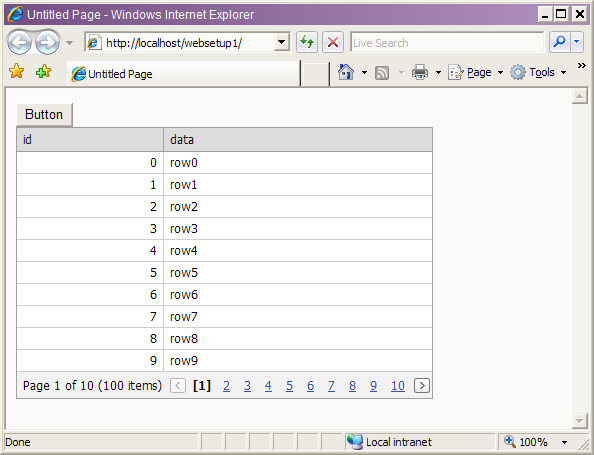 Untitled Page - Windows Internet Explorer
http://localhost/websetup1/ Live Search
Untitled Page Page Tools »
Button
id data
0 row0
1 row1
2 row2
3 row3
4 row4
5 row5
6 row6
7 row7
8 row8
9 row9
Page 1 of 10 (100 items) < [1] 2 3 4 5 6 7 8 9 10 >
Done Local intranet 100%